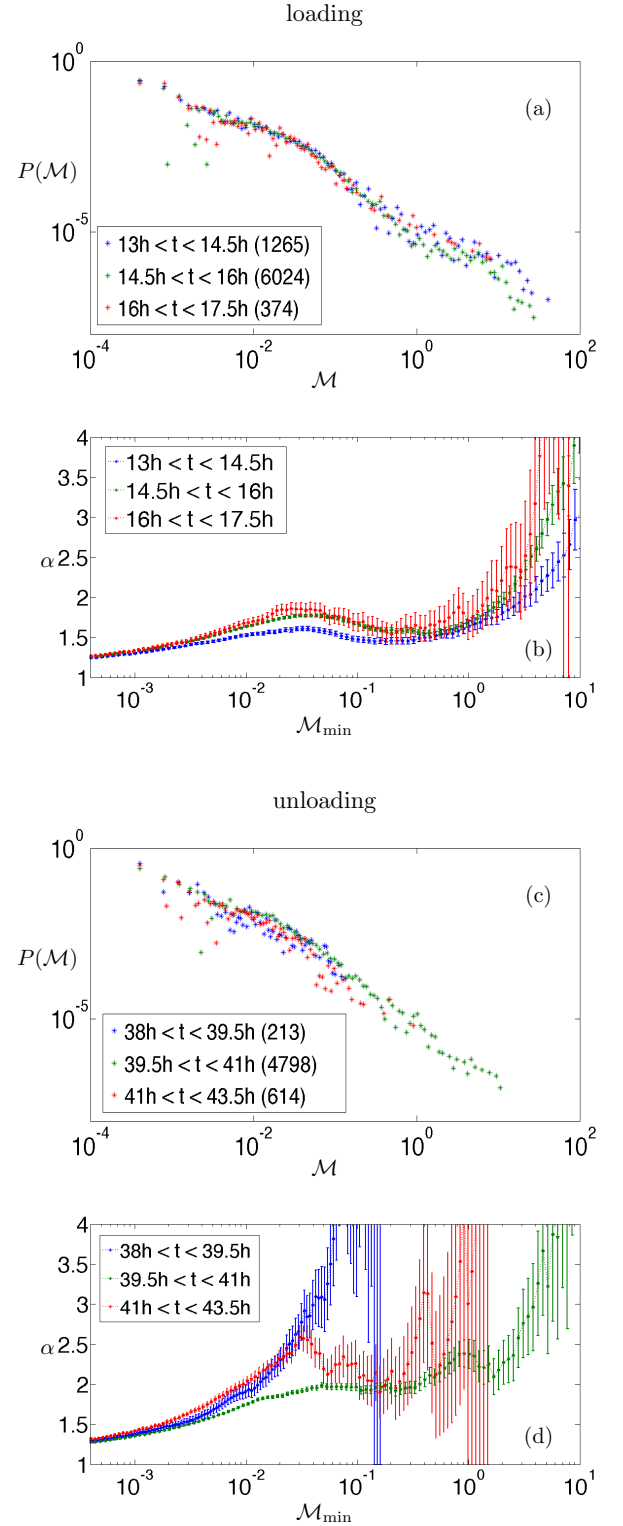 loading
10^0
(a)
P(ℳ)
10^-5
13h < t < 14.5h (1265)
14.5h < t < 16h (6024)
16h < t < 17.5h (374)
10^-4 10^-2 10^0 10^2
ℳ
4
3.5
3
2.5
2
1.5
1
α
13h < t < 14.5h
14.5h < t < 16h
16h < t < 17.5h
(b)
10^-3 10^-2 10^-1 10^0 10^1
ℳ_min
unloading
10^0
(c)
P(ℳ)
10^-5
38h < t < 39.5h (213)
39.5h < t < 41h (4798)
41h < t < 43.5h (614)
10^-4 10^-2 10^0 10^2
ℳ
4
3.5
3
2.5
2
1.5
1
α
38h < t < 39.5h
39.5h < t < 41h
41h < t < 43.5h
(d)
10^-3 10^-2 10^-1 10^0 10^1
ℳ_min